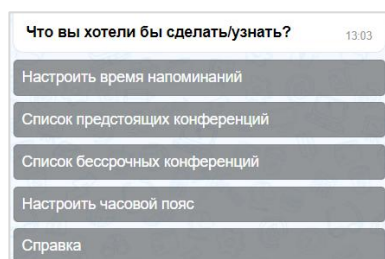 Что вы хотели бы сделать/узнать?
13:03
Настроить время напоминаний
Список предстоящих конференций
Список бессрочных конференций
Настроить часовой пояс
Справка